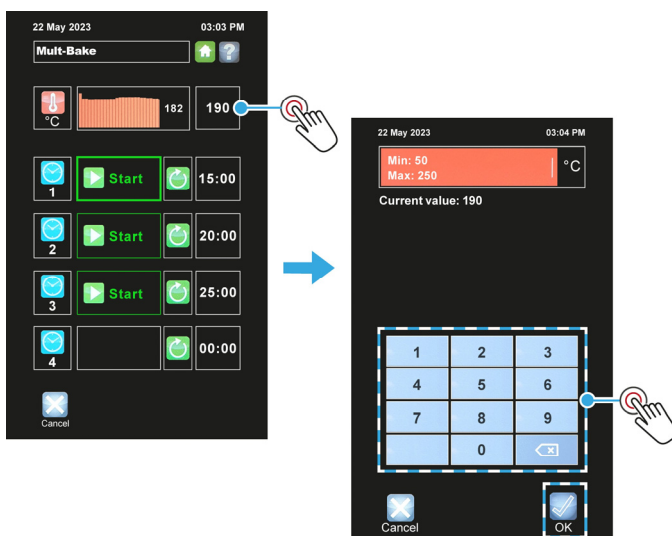 22 May 2023 03:03 PM
Mult-Bake ?
°C 182 190
1 Start 15:00
2 Start 20:00
3 Start 25:00
4 00:00
Cancel
22 May 2023 03:04 PM
Min: 50
Max: 250 °C
Current value: 190
1 2 3
4 5 6
7 8 9
0
Cancel OK